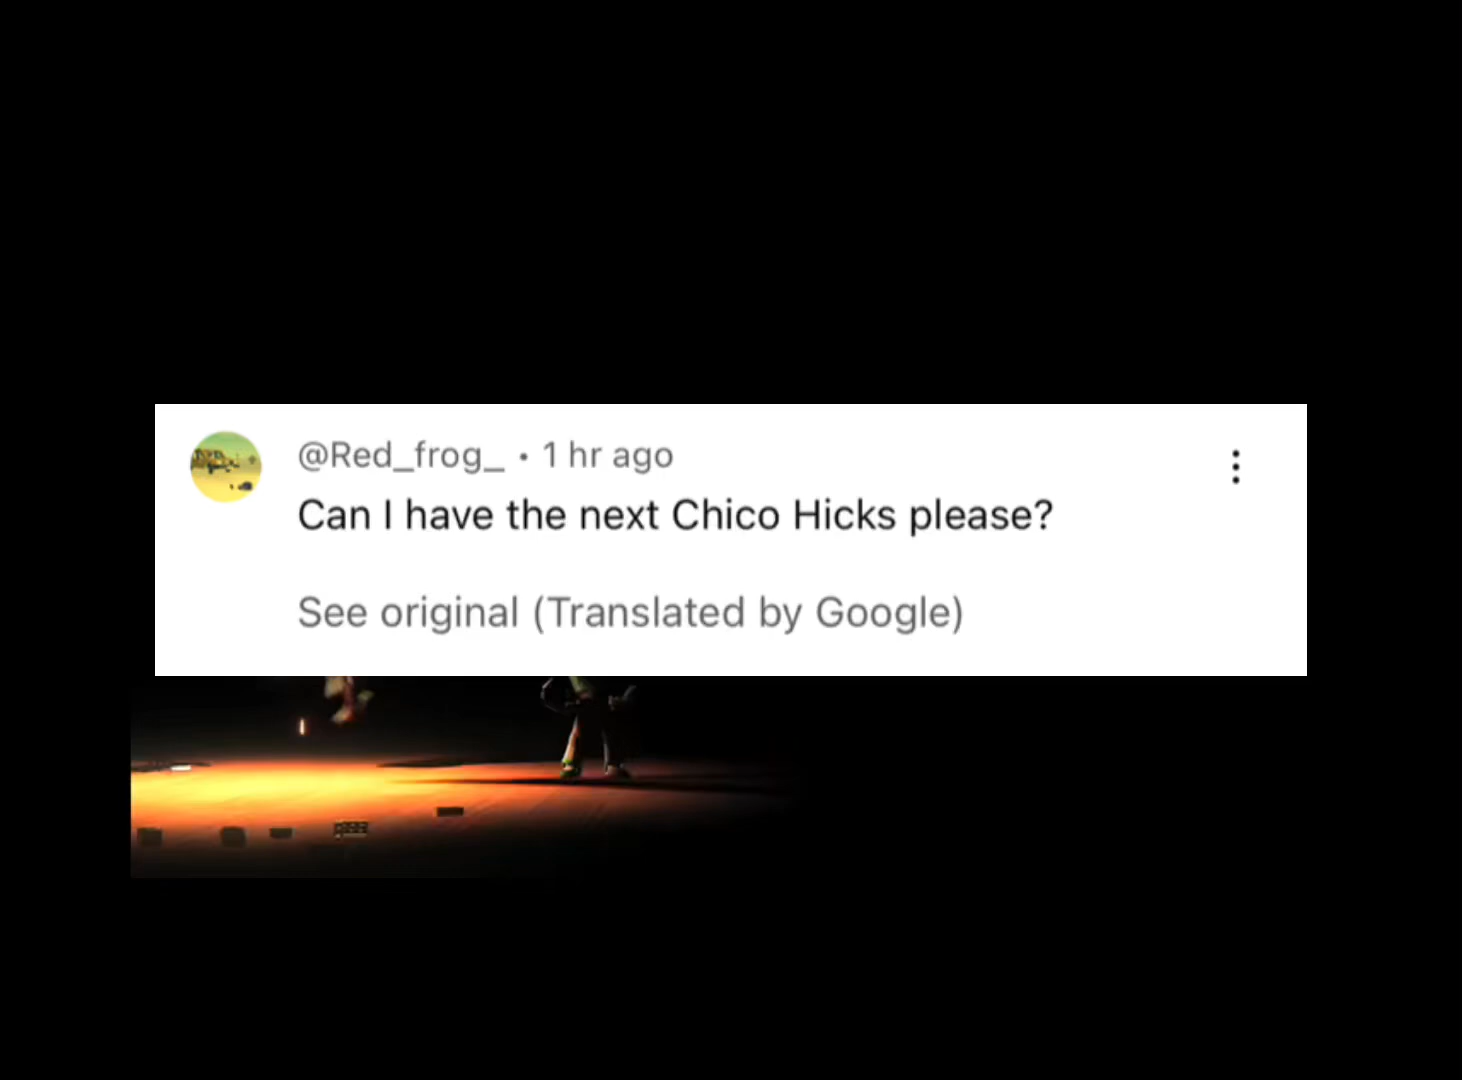 @Red_frog_ • 1 hr ago
Can I have the next Chico Hicks please?
See original (Translated by Google)